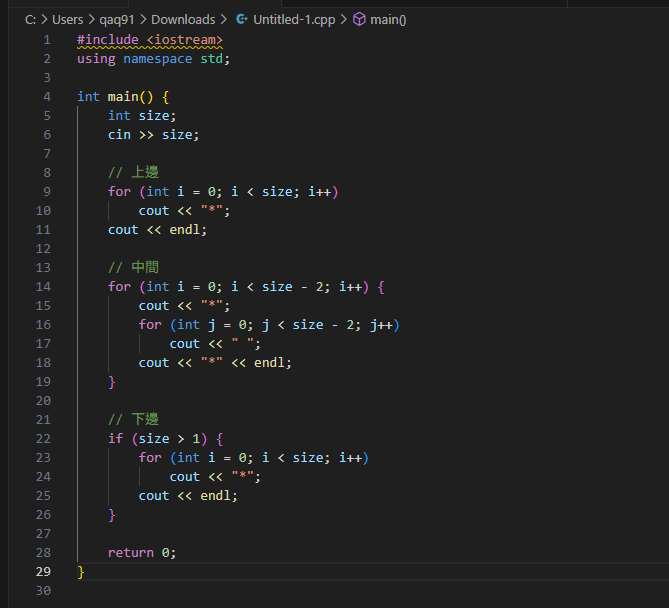 C: > Users > qaq91 > Downloads > Untitled-1.cpp > main()
1 #include <iostream>
2 using namespace std;
3
4 int main() {
5     int size;
6     cin >> size;
7
8     // 上邊
9     for (int i = 0; i < size; i++)
10         cout << "*";
11     cout << endl;
12
13     // 中間
14     for (int i = 0; i < size - 2; i++) {
15         cout << "*";
16         for (int j = 0; j < size - 2; j++)
17             cout << " ";
18         cout << "*" << endl;
19     }
20
21     // 下邊
22     if (size > 1) {
23         for (int i = 0; i < size; i++)
24             cout << "*";
25         cout << endl;
26     }
27
28     return 0;
29 }
30